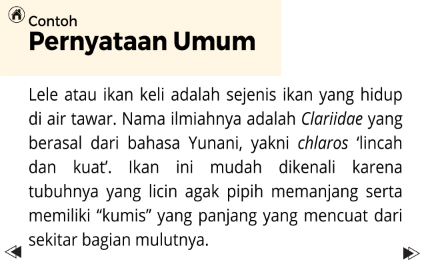 Contoh
Pernyataan Umum
Lele atau ikan keli adalah sejenis ikan yang hidup
di air tawar. Nama ilmiahnya adalah Clariidae yang
berasal dari bahasa Yunani, yakni chlaros ‘lincah
dan kuat’. Ikan ini mudah dikenali karena
tubuhnya yang licin agak pipih memanjang serta
memiliki “kumis” yang panjang yang mencuat dari
sekitar bagian mulutnya.